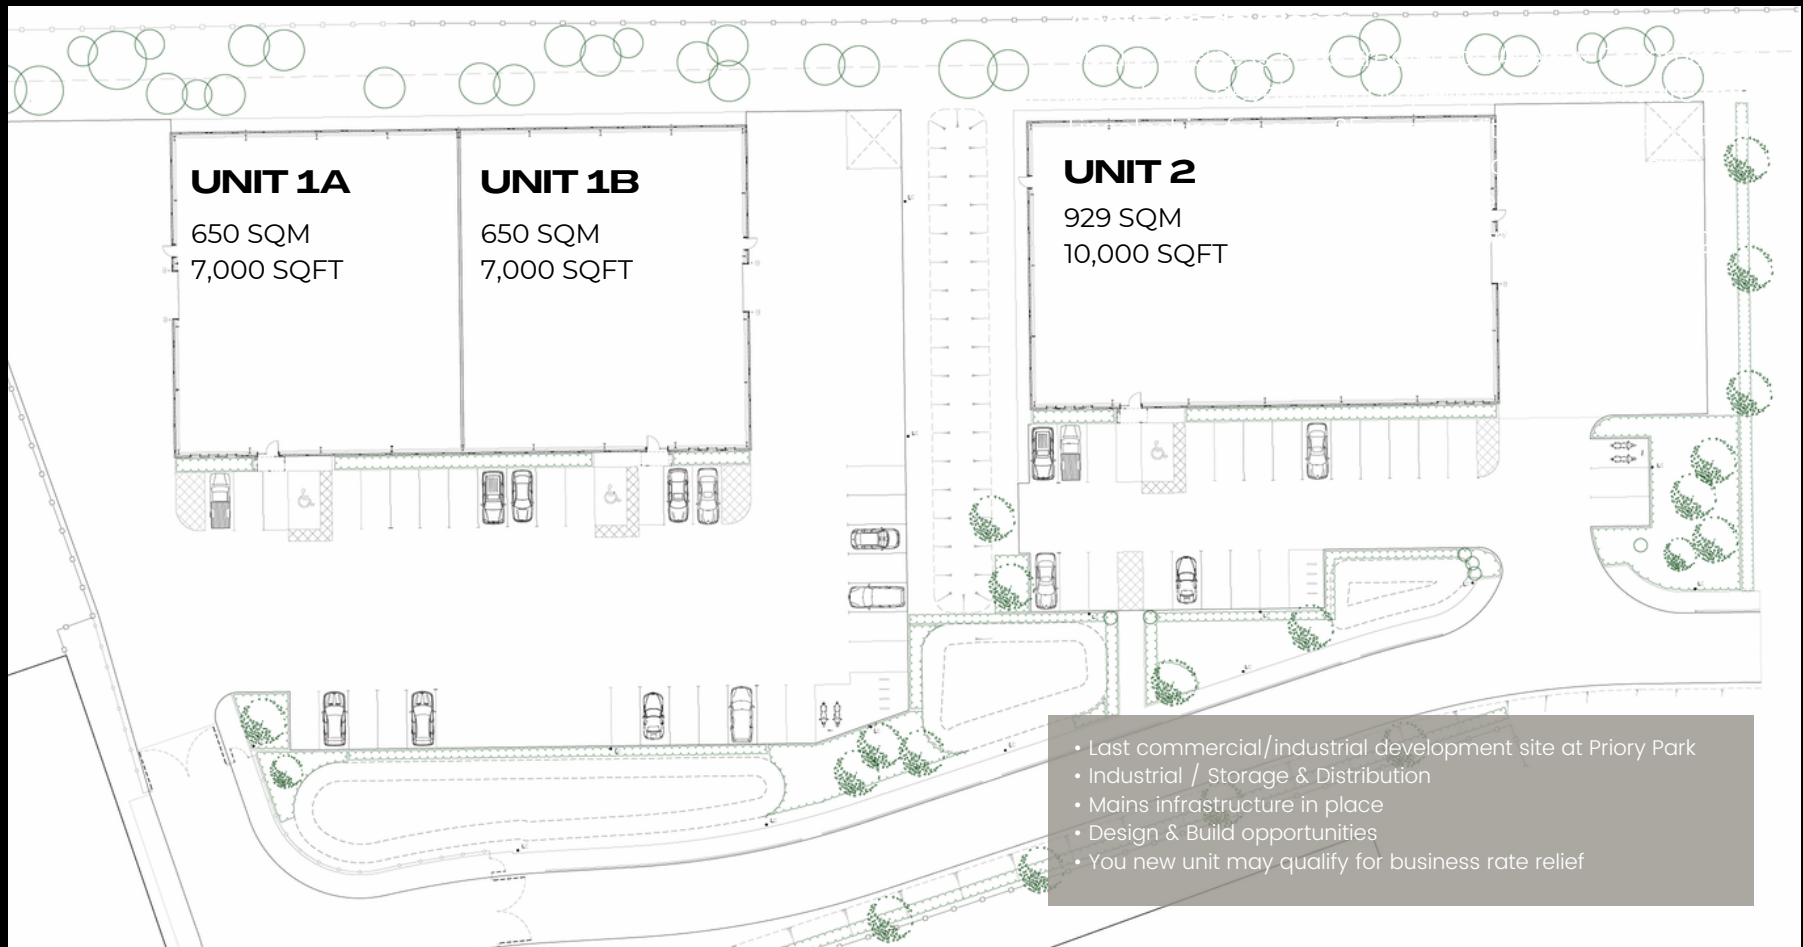 UNIT 1A
650 SQM
7,000 SQFT
UNIT 1B
650 SQM
7,000 SQFT
UNIT 2
929 SQM
10,000 SQFT
• Last commercial/industrial development site at Priory Park
• Industrial / Storage & Distribution
• Mains infrastructure in place
• Design & Build opportunities
• You new unit may qualify for business rate relief